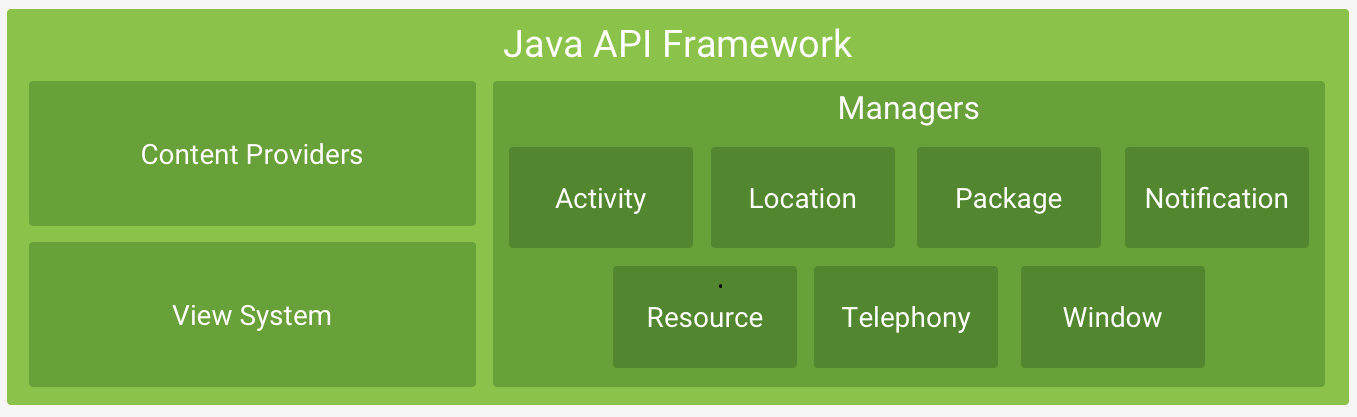 Java API Framework
Content Providers
View System
Managers
Activity
Location
Package
Notification
Resource
Telephony
Window